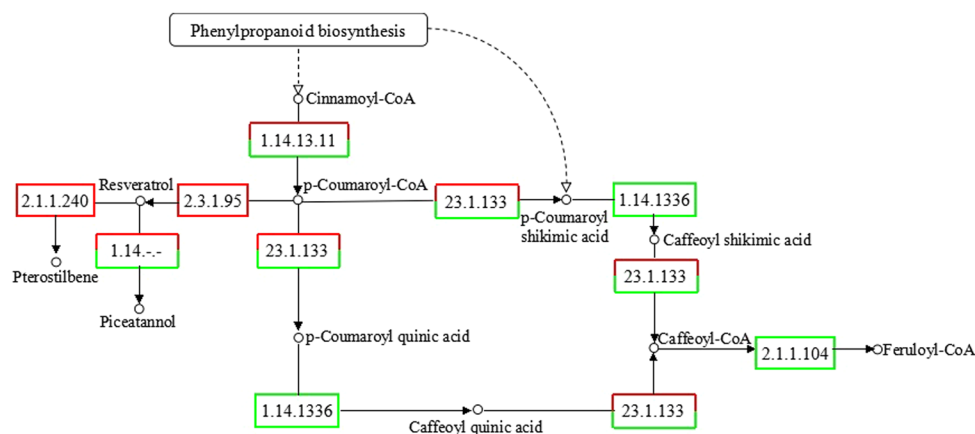 Phenylpropanoid biosynthesis
Cinnamoyl-CoA
1.14.13.11
Resveratrol
p-Coumaroyl-CoA
2.1.1.240
2.3.1.95
23.1.133
p-Coumaroyl
shikimic acid
1.14.1336
Caffeoyl shikimic acid
1.14.-.-
23.1.133
23.1.133
Pterostilbene
Piceatannol
p-Coumaroyl quinic acid
Caffeoyl-CoA
2.1.1.104
Feruloyl-CoA
1.14.1336
Caffeoyl quinic acid
23.1.133